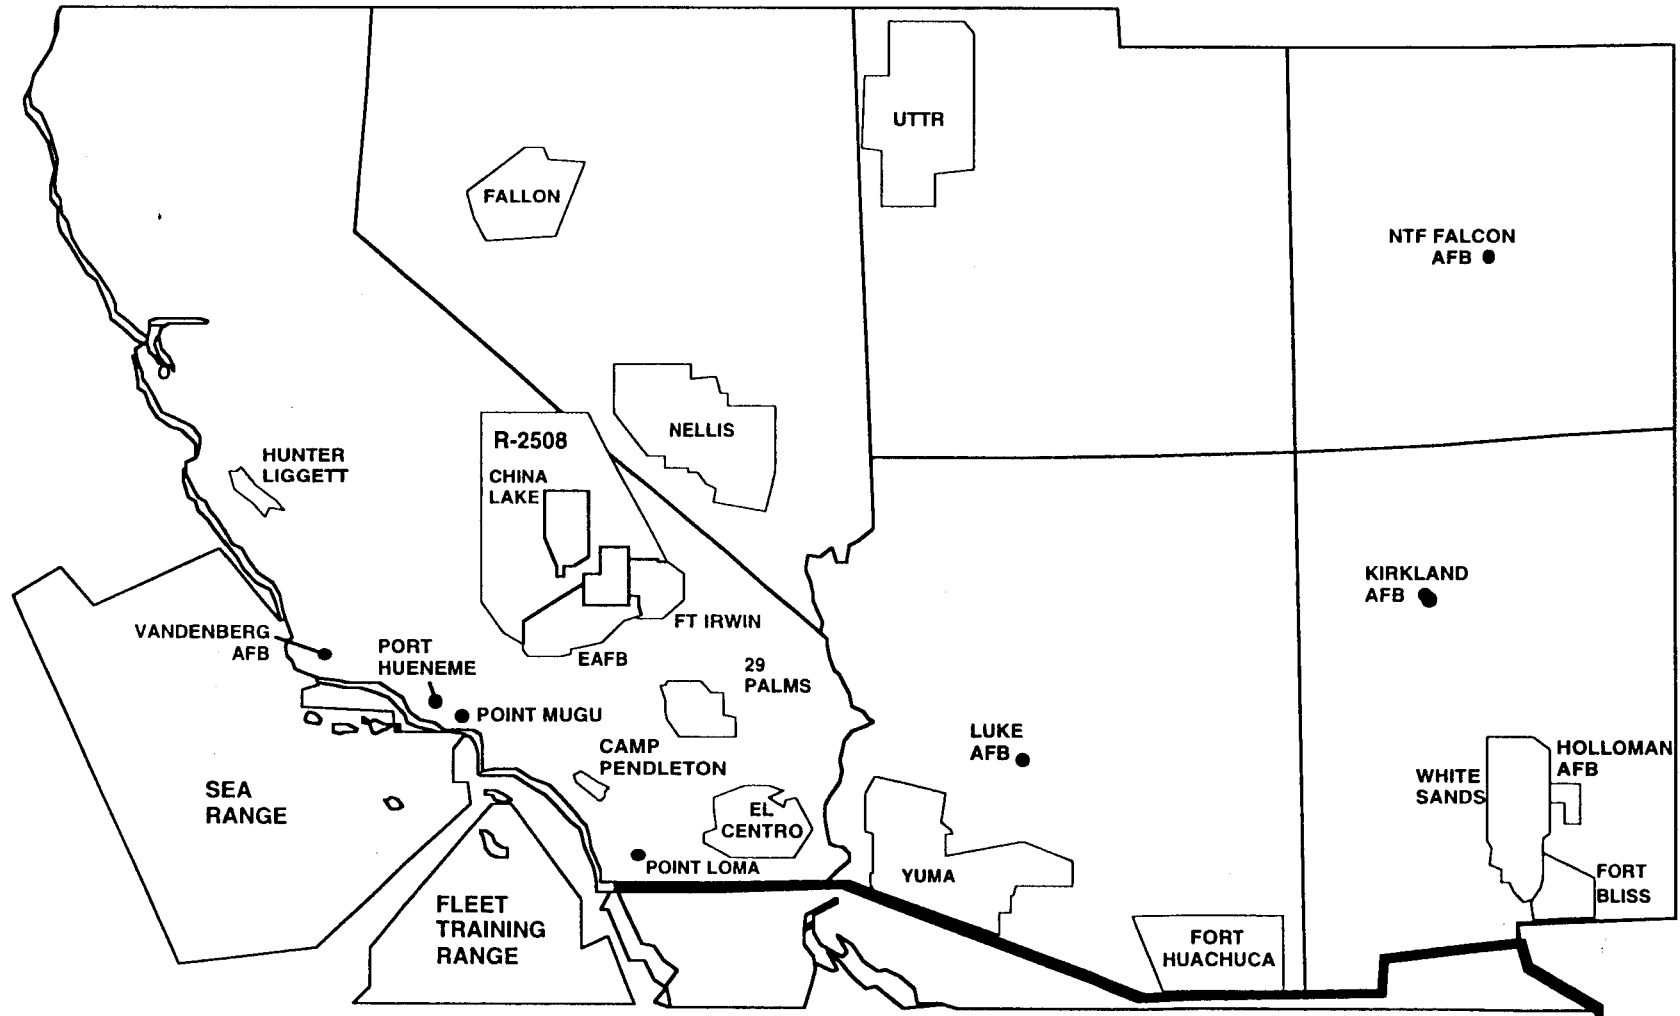 UTTR
FALLON
NTF FALCON
AFB
NELLIS
R-2508
CHINA
LAKE
HUNTER
LIGGETT
KIRKLAND
AFB
FT IRWIN
VANDENBERG
AFB
PORT
HUENEME
EAFB
29
PALMS
POINT MUGU
LUKE
AFB
CAMP
PENDLETON
HOLLOMAN
AFB
WHITE
SANDS
SEA
RANGE
EL
CENTRO
POINT LOMA
YUMA
FORT
BLISS
FLEET
TRAINING
RANGE
FORT
HUACHUCA